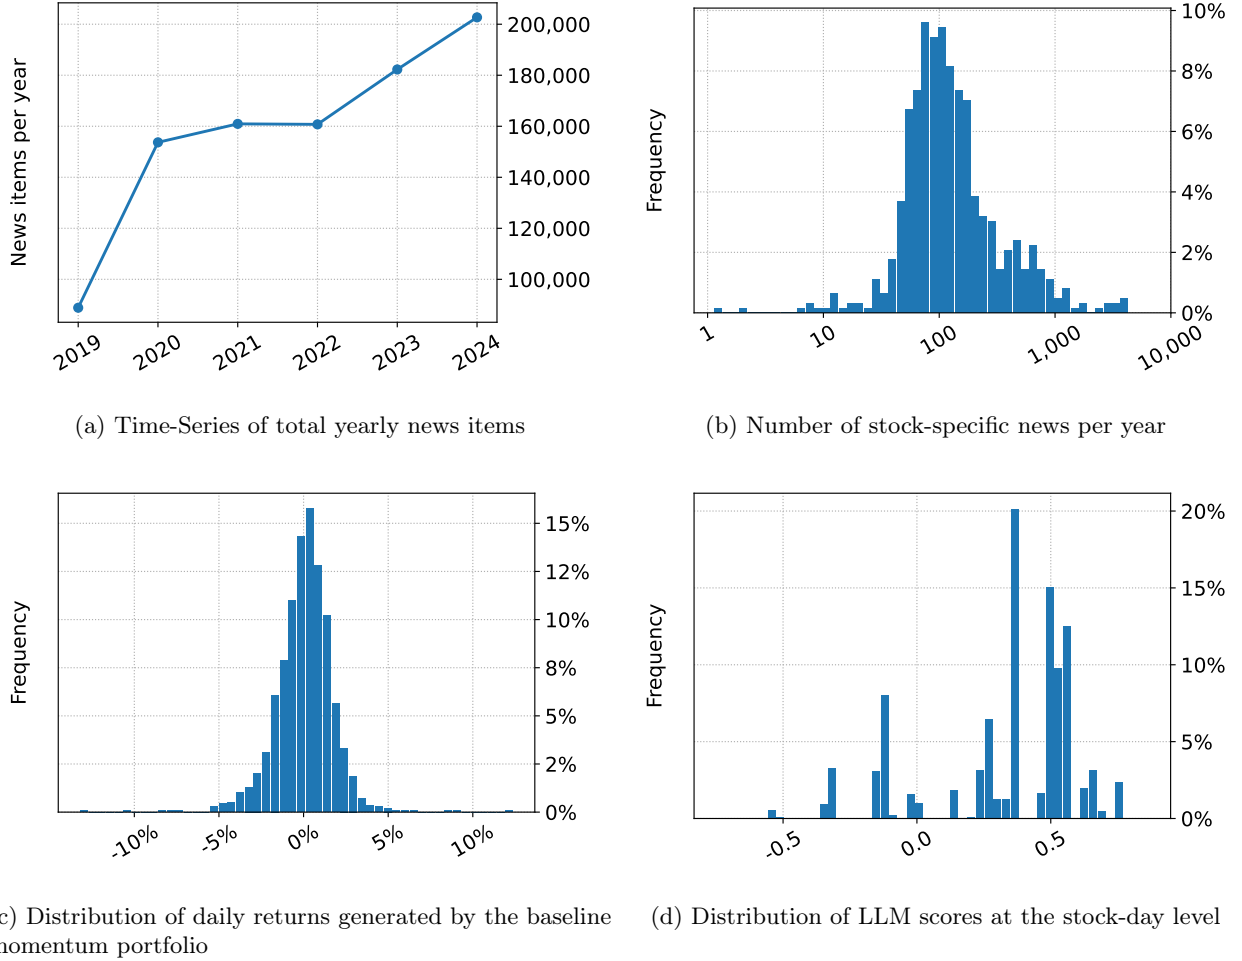 News items per year
200,000
180,000
160,000
140,000
120,000
100,000
2019 2020 2021 2022 2023 2024
(a) Time-Series of total yearly news items
Frequency
10%
8%
6%
4%
2%
0%
1 10 100 1,000 10,000
(b) Number of stock-specific news per year
Frequency
15%
12%
10%
8%
5%
2%
0%
-10% -5% 0% 5% 10%
c) Distribution of daily returns generated by the baseline
momentum portfolio
Frequency
20%
15%
10%
5%
0%
-0.5 0.0 0.5
(d) Distribution of LLM scores at the stock-day level